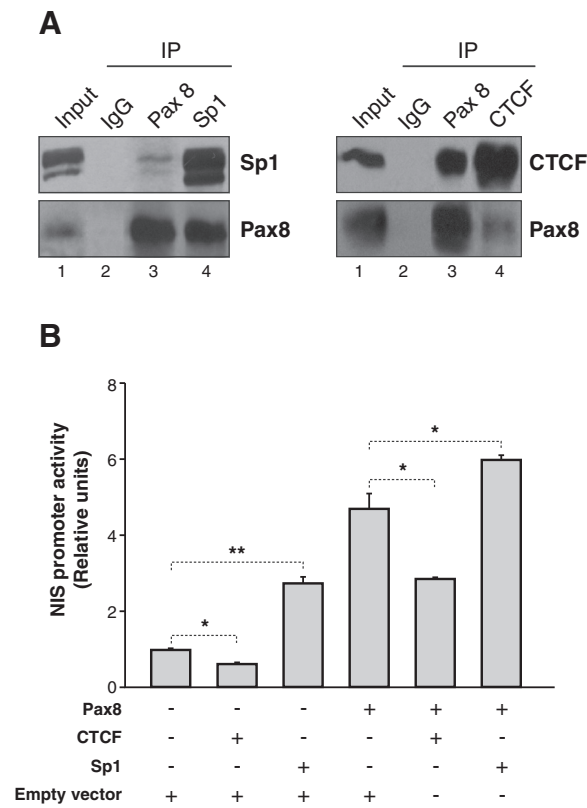 A
IP
Input IgG Pax 8 Sp1
Sp1
Pax8
1 2 3 4
IP
Input IgG Pax 8 CTCF
CTCF
Pax8
1 2 3 4
B
NIS promoter activity
(Relative units)
8
6
4
2
0
*
**
*
*
Pax8 - - - + + +
CTCF - + - - + -
Sp1 - - + - - +
Empty vector + + + + - -